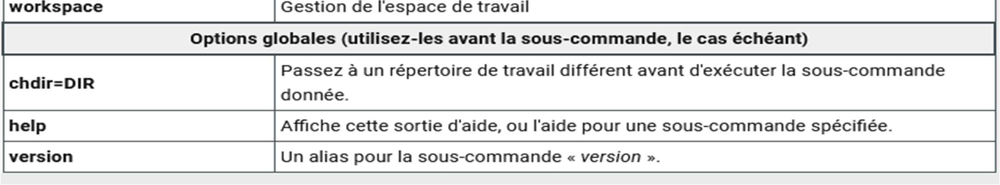 workspace Gestion de l'espace de travail
Options globales (utilisez-les avant la sous-commande, le cas échéant)
chdir=DIR Passez à un répertoire de travail différent avant d'exécuter la sous-commande
donnée.
help Affiche cette sortie d'aide, ou l'aide pour une sous-commande spécifiée.
version Un alias pour la sous-commande « version ».